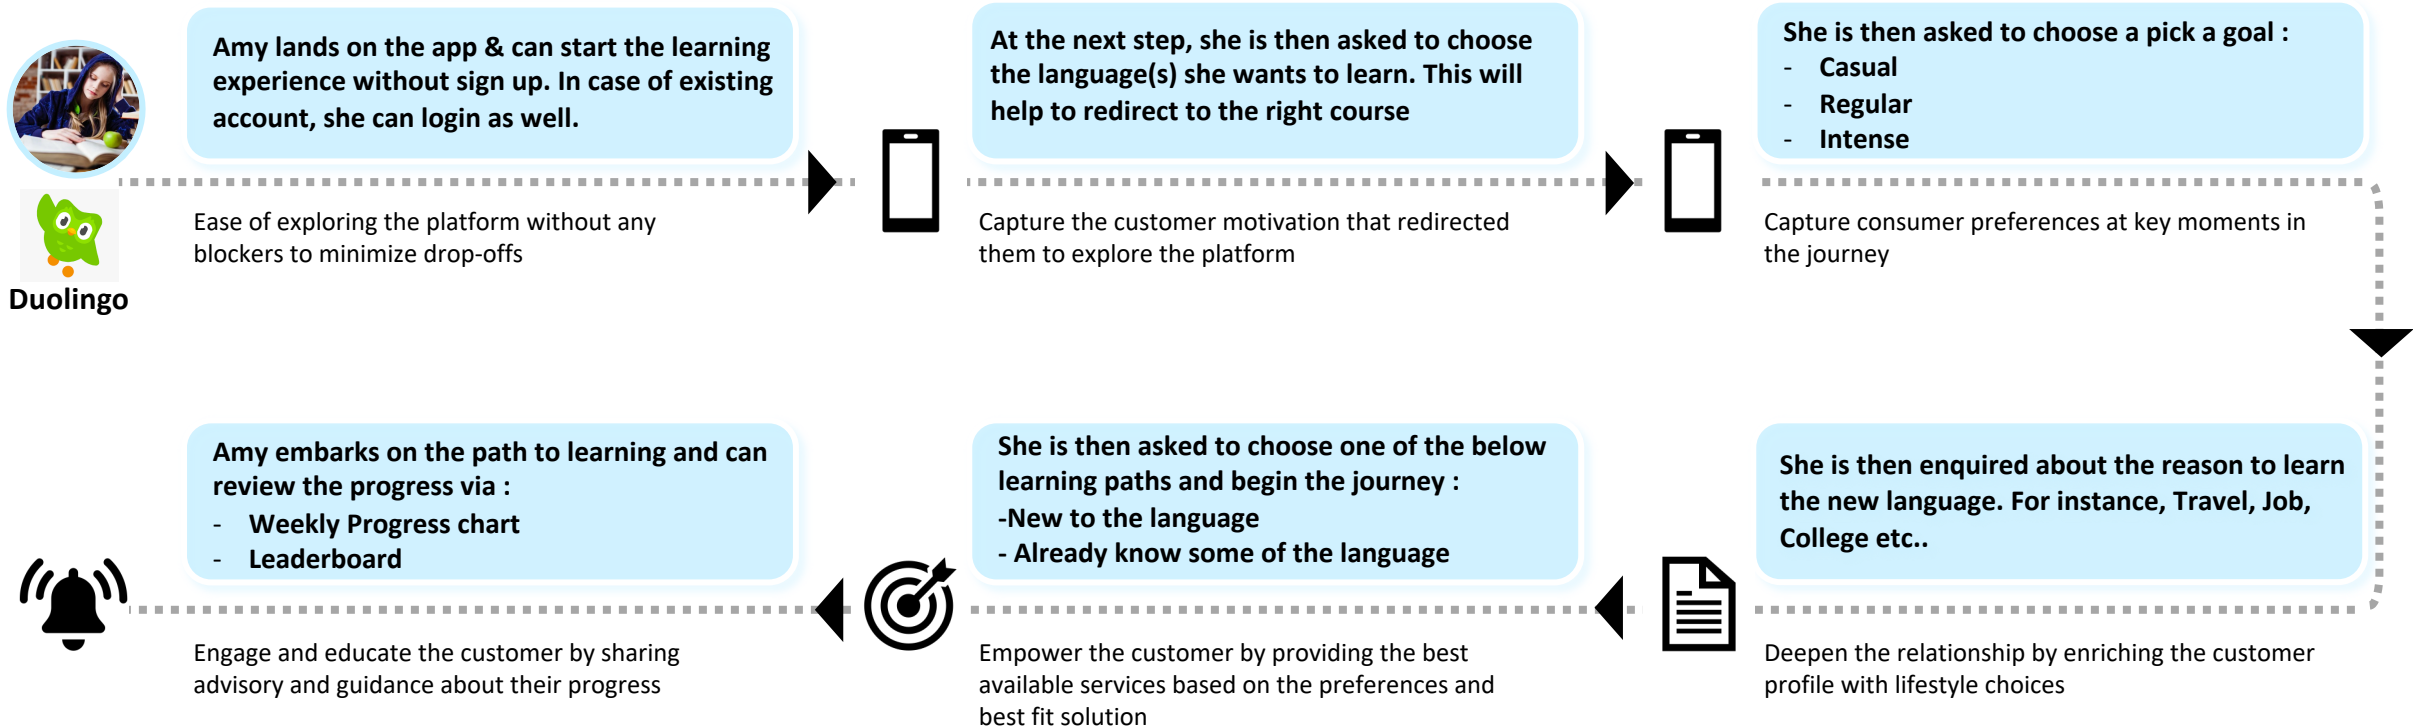 Amy lands on the app & can start the learning
experience without sign up. In case of existing
account, she can login as well.
Ease of exploring the platform without any
blockers to minimize drop-offs
Duolingo
At the next step, she is then asked to choose
the language(s) she wants to learn. This will
help to redirect to the right course
Capture the customer motivation that redirected
them to explore the platform
She is then asked to choose a pick a goal :
- Casual
- Regular
- Intense
Capture consumer preferences at key moments in
the journey
She is then enquired about the reason to learn
the new language. For instance, Travel, Job,
College etc..
Deepen the relationship by enriching the customer
profile with lifestyle choices
She is then asked to choose one of the below
learning paths and begin the journey :
-New to the language
- Already know some of the language
Empower the customer by providing the best
available services based on the preferences and
best fit solution
Amy embarks on the path to learning and can
review the progress via :
- Weekly Progress chart
- Leaderboard
Engage and educate the customer by sharing
advisory and guidance about their progress